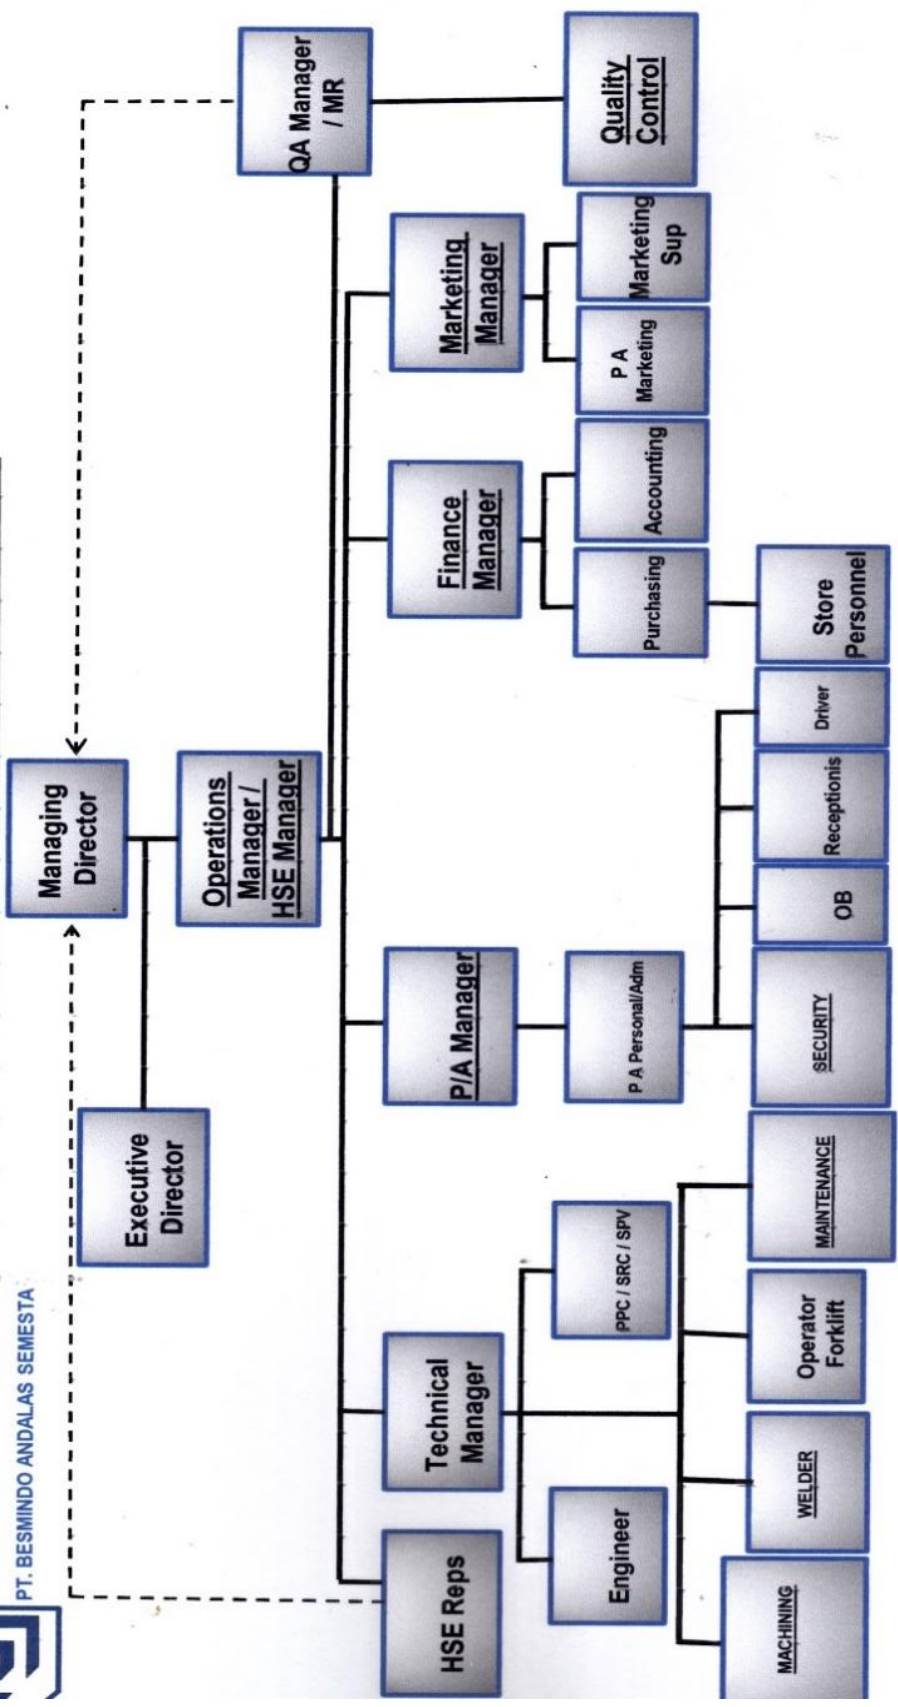 PT. BESMINDO ANDALAS SEMESTA
Managing
Director
Executive
Director
Operations
Manager /
HSE Manager
QA Manager
/ MR
HSE Reps
Technical
Manager
P/A Manager
Finance
Manager
Marketing
Manager
Quality
Control
Engineer
PPC / SRC / SPV
P A Personal/Adm
Purchasing
Accounting
P A
Marketing
Marketing
Sup
MACHINING
WELDER
Operator
Forklift
MAINTENANCE
SECURITY
OB
Receptionis
Driver
Store
Personnel